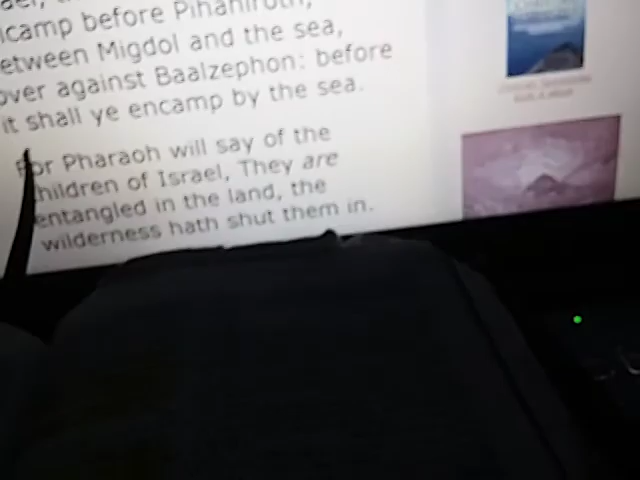 encamp before Pihahiroth,
between Migdol and the sea,
over against Baalzephon: before
it shall ye encamp by the sea.
For Pharaoh will say of the
children of Israel, They are
entangled in the land, the
wilderness hath shut them in.